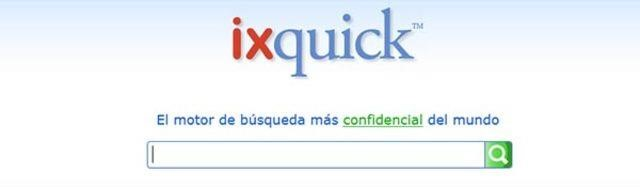 ixquick™
El motor de búsqueda más confidencial del mundo